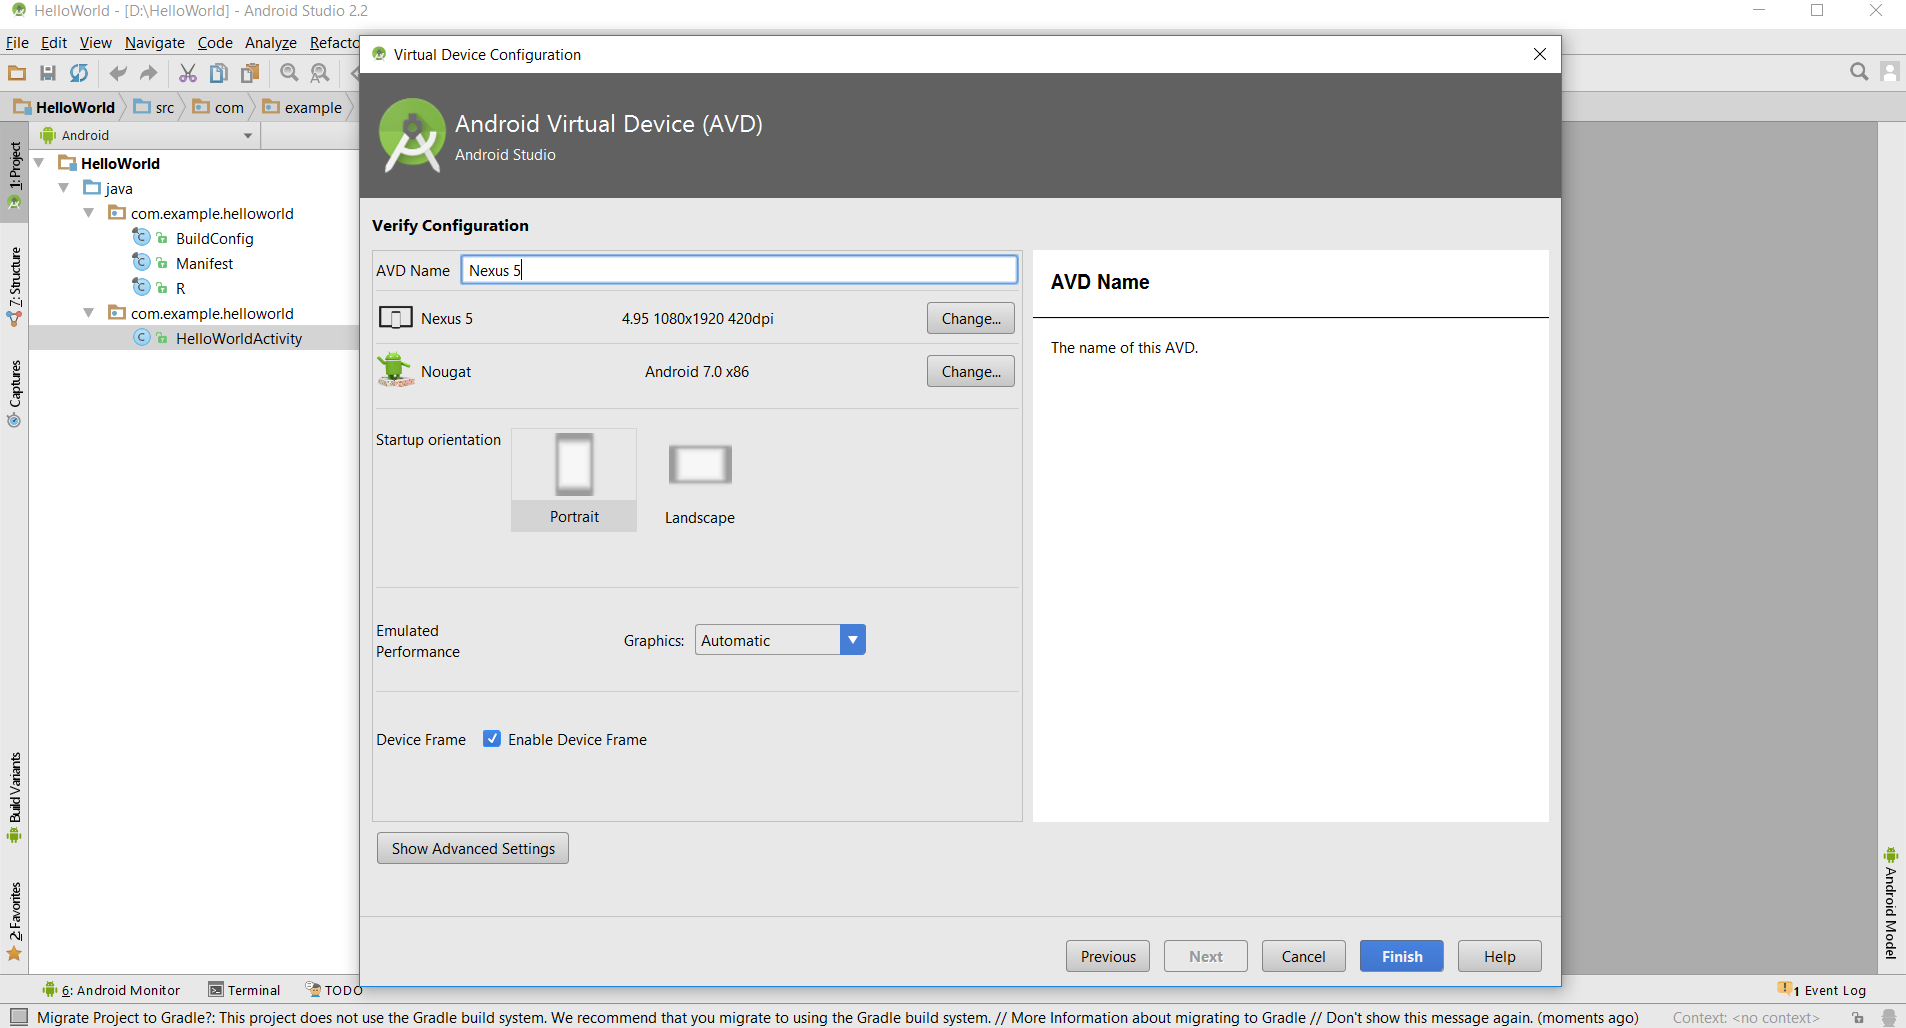 HelloWorld - [D:\HelloWorld] - Android Studio 2.2
File Edit View Navigate Code Analyze Refacto
Virtual Device Configuration
HelloWorld src com example
Android Virtual Device (AVD)
Android Studio
Android
1: Project
7: Structure
Captures
Build Variants
2: Favorites
HelloWorld
java
com.example.helloworld
BuildConfig
Manifest
R
com.example.helloworld
HelloWorldActivity
Verify Configuration
AVD Name Nexus 5
Nexus 5 4.95 1080x1920 420dpi Change...
Nougat Android 7.0 x86 Change...
Startup orientation
Portrait Landscape
Emulated
Performance
Graphics: Automatic
Device Frame Enable Device Frame
Show Advanced Settings
AVD Name
The name of this AVD.
Previous Next Cancel Finish Help
Android Model
6: Android Monitor Terminal TODO 1 Event Log
Migrate Project to Gradle?: This project does not use the Gradle build system. We recommend that you migrate to using the Gradle build system. // More Information about migrating to Gradle // Don't show this message again. (moments ago) Context: <no context>